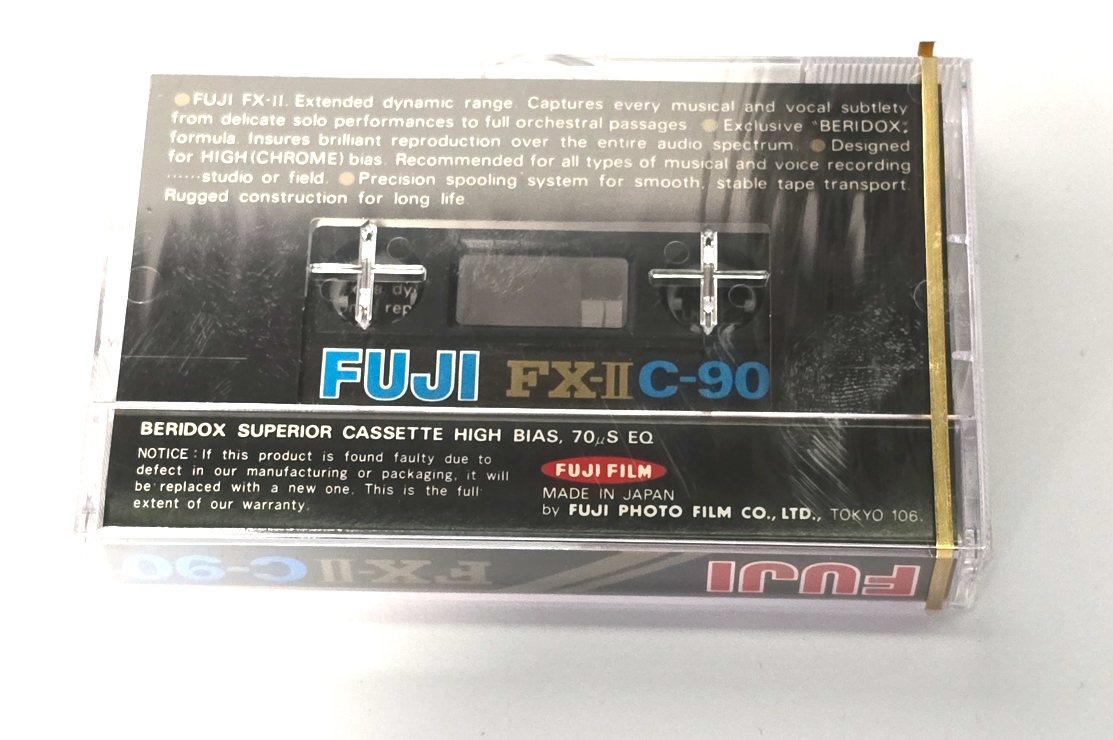 ●FUJI FX-II. Extended dynamic range. Captures every musical and vocal subtlety
from delicate solo performances to full orchestral passages. ●Exclusive "BERIDOX"
formula. Insures brilliant reproduction over the entire audio spectrum. ●Designed
for HIGH(CHROME) bias. Recommended for all types of musical and voice recording
······studio or field. ●Precision spooling system for smooth, stable tape transport.
Rugged construction for long life.
FUJI FX-II C-90
BERIDOX SUPERIOR CASSETTE HIGH BIAS, 70μS EQ
NOTICE : If this product is found faulty due to
defect in our manufacturing or packaging, it will
be replaced with a new one. This is the full
extent of our warranty.
FUJI FILM
MADE IN JAPAN
by FUJI PHOTO FILM CO., LTD., TOKYO 106.
FUJI FX-II C-90